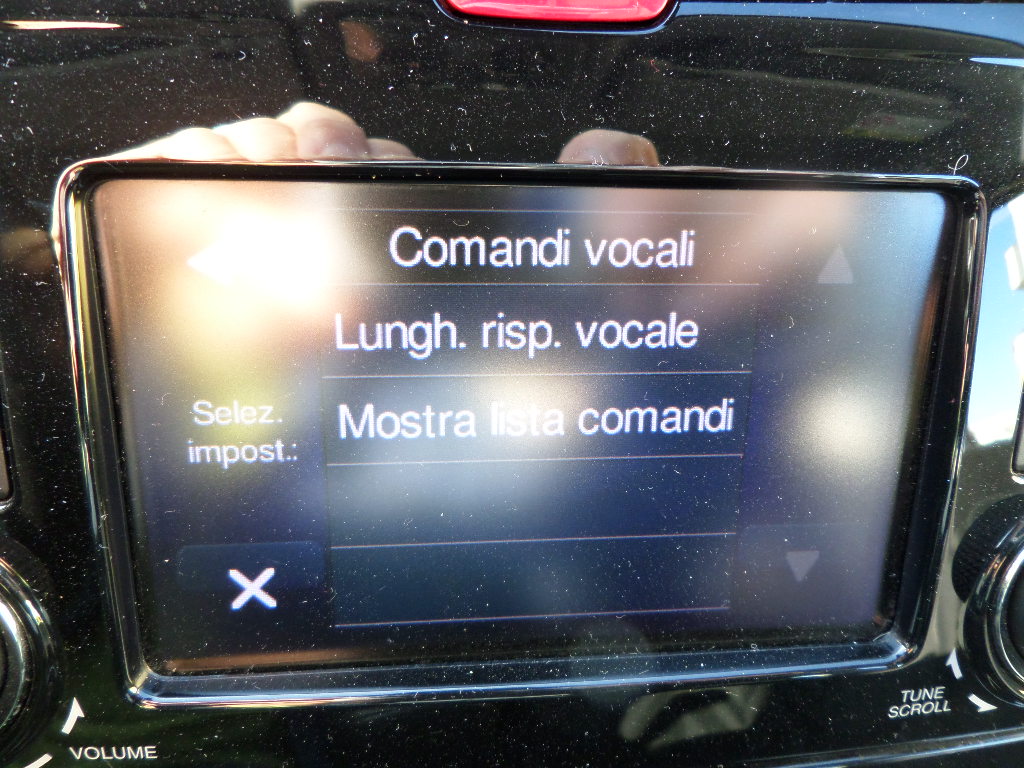 Comandi vocali
Lungh. risp. vocale
Selez.
impost.:
Mostra lista comandi
VOLUME
TUNE
SCROLL